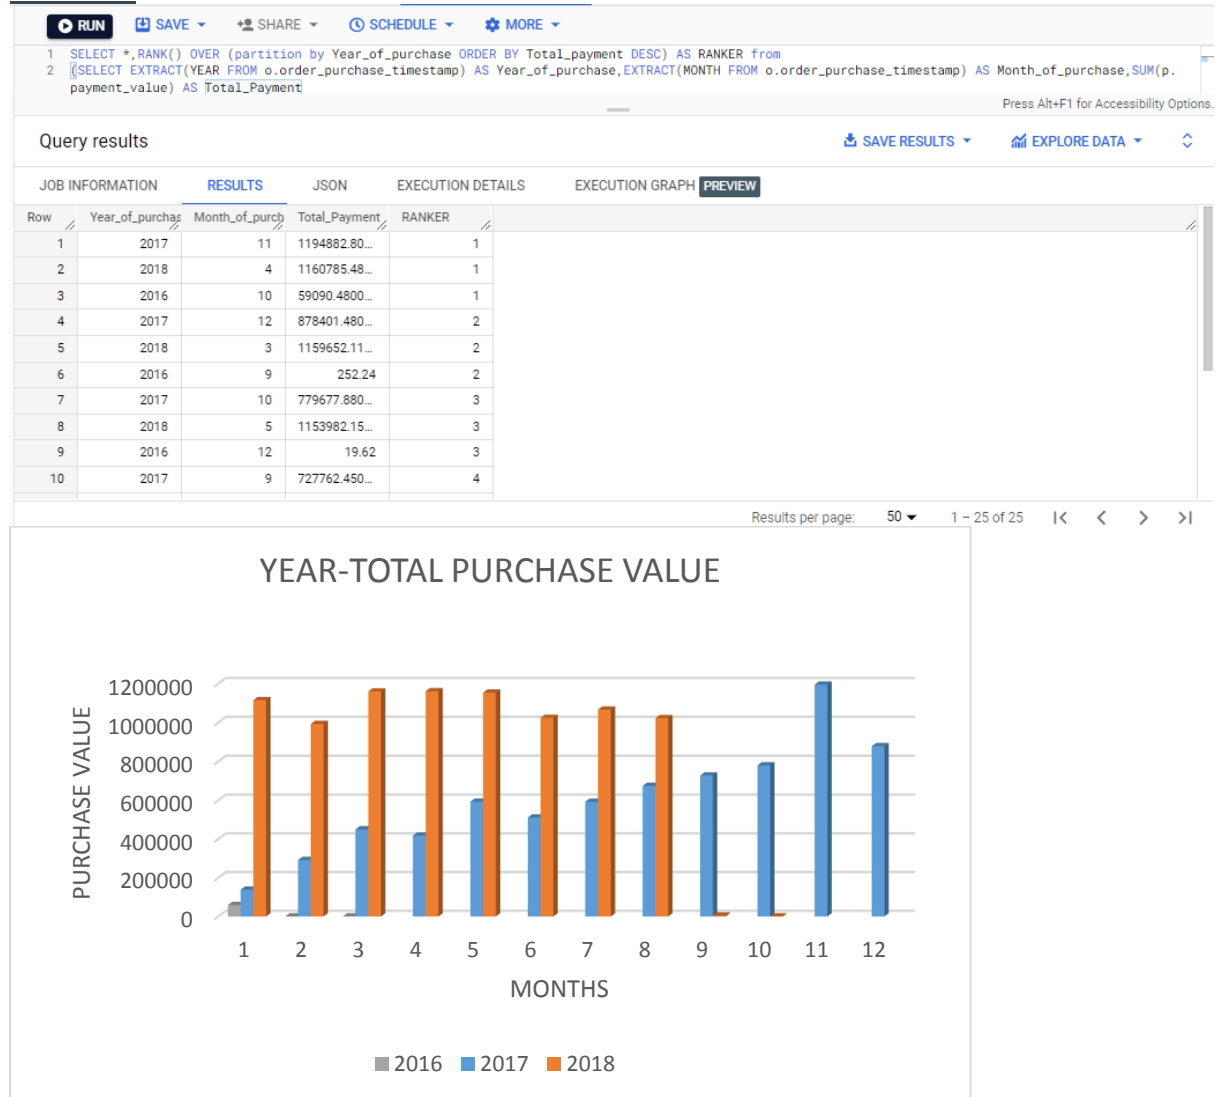 RUN SAVE SHARE SCHEDULE MORE
1 SELECT *,RANK() OVER (partition by Year_of_purchase ORDER BY Total_payment DESC) AS RANKER from
2 (SELECT EXTRACT(YEAR FROM o.order_purchase_timestamp) AS Year_of_purchase,EXTRACT(MONTH FROM o.order_purchase_timestamp) AS Month_of_purchase,SUM(p.
payment_value) AS Total_Payment
Press Alt+F1 for Accessibility Options.
Query results SAVE RESULTS EXPLORE DATA
JOB INFORMATION RESULTS JSON EXECUTION DETAILS EXECUTION GRAPH PREVIEW
Row Year_of_purchas Month_of_purch Total_Payment RANKER
1 2017 11 1194882.80... 1
2 2018 4 1160785.48... 1
3 2016 10 59090.4800... 1
4 2017 12 878401.480... 2
5 2018 3 1159652.11... 2
6 2016 9 252.24 2
7 2017 10 779677.880... 3
8 2018 5 1153982.15... 3
9 2016 12 19.62 3
10 2017 9 727762.450... 4
Results per page: 50 1 – 25 of 25
YEAR-TOTAL PURCHASE VALUE
PURCHASE VALUE
1200000
1000000
800000
600000
400000
200000
0
1 2 3 4 5 6 7 8 9 10 11 12
MONTHS
2016 2017 2018